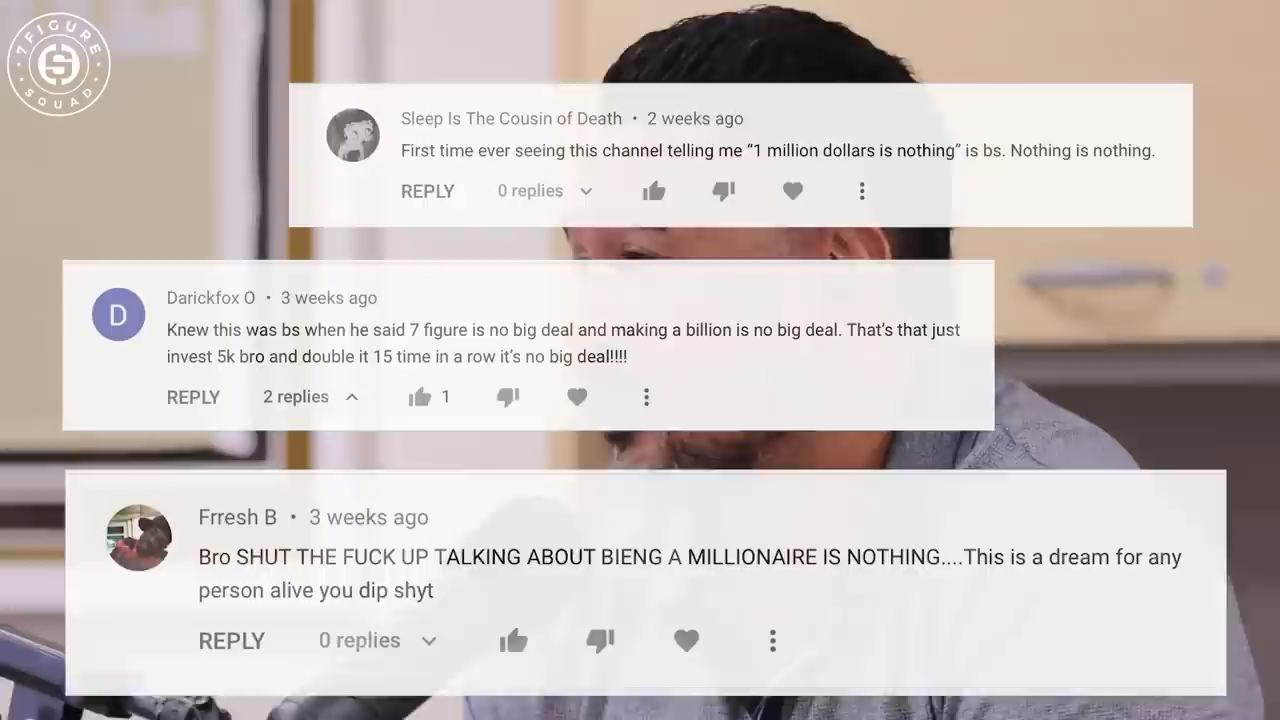 7FIGURE
SQUAD
Sleep Is The Cousin of Death • 2 weeks ago
First time ever seeing this channel telling me “1 million dollars is nothing” is bs. Nothing is nothing.
REPLY 0 replies
D
Darickfox O • 3 weeks ago
Knew this was bs when he said 7 figure is no big deal and making a billion is no big deal. That’s that just
invest 5k bro and double it 15 time in a row it’s no big deal!!!!
REPLY 2 replies 1
Frresh B • 3 weeks ago
Bro SHUT THE FUCK UP TALKING ABOUT BIENG A MILLIONAIRE IS NOTHING....This is a dream for any
person alive you dip shyt
REPLY 0 replies